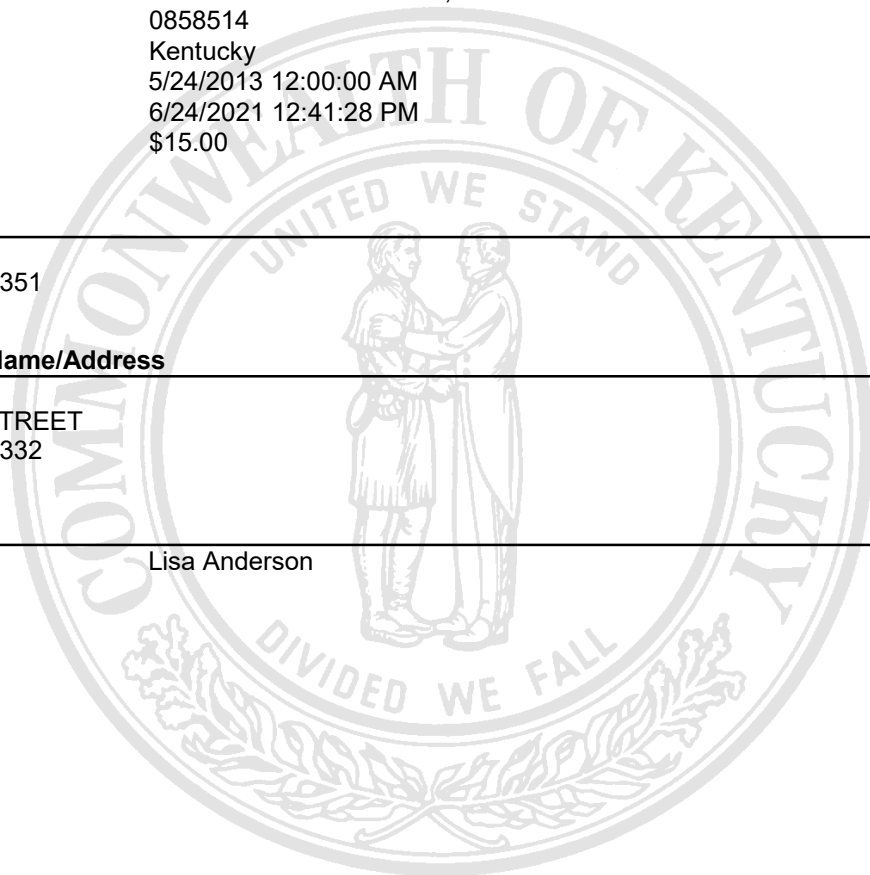 0858514
Kentucky
5/24/2013 12:00:00 AM
6/24/2021 12:41:28 PM
$15.00
351
Name/Address
TREET
332
Lisa Anderson
COMMONWEALTH OF KENTUCKY
UNITED WE STAND
DIVIDED WE FALL